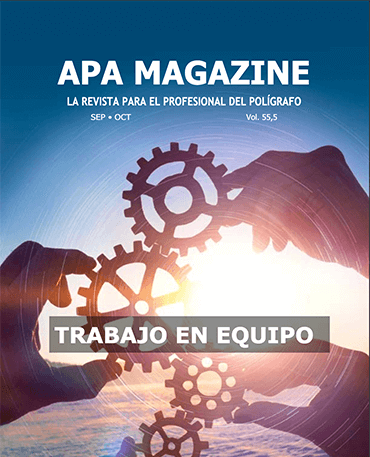 APA MAGAZINE
LA REVISTA PARA EL PROFESIONAL DEL POLÍGRAFO
SEP • OCT Vol. 55,5
TRABAJO EN EQUIPO